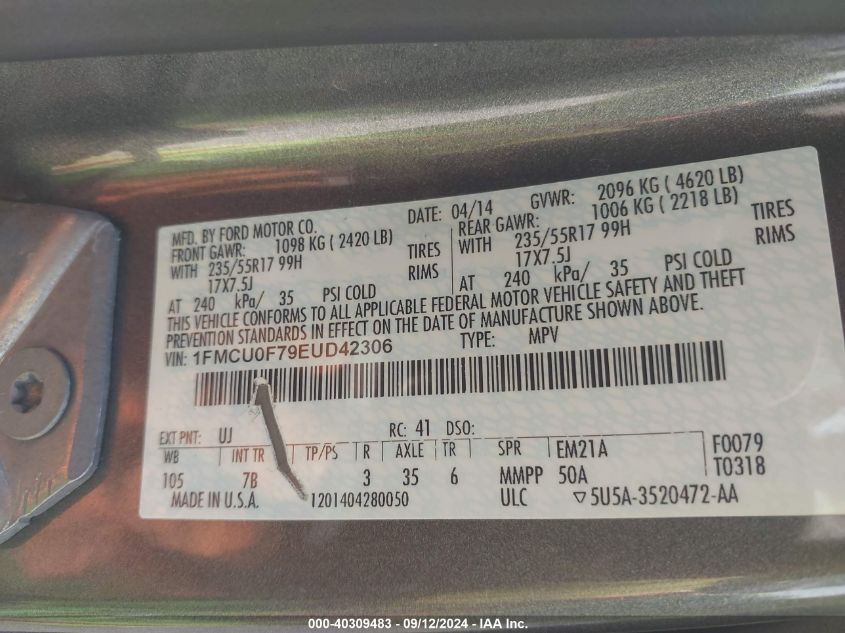 MFD. BY FORD MOTOR CO. DATE: 04/14 GVWR: 2096 KG ( 4620 LB)
FRONT GAWR: 1098 KG ( 2420 LB) REAR GAWR: 1006 KG ( 2218 LB)
WITH 235/55R17 99H TIRES WITH 235/55R17 99H TIRES
17X7.5J RIMS 17X7.5J RIMS
AT 240 kPa/ 35 PSI COLD AT 240 kPa/ 35 PSI COLD
THIS VEHICLE CONFORMS TO ALL APPLICABLE FEDERAL MOTOR VEHICLE SAFETY AND THEFT
PREVENTION STANDARDS IN EFFECT ON THE DATE OF MANUFACTURE SHOWN ABOVE.
VIN: 1FMCU0F79EUD42306 TYPE: MPV
EXT PNT: UJ RC: 41 DSO:
WB INT TR TP/PS R AXLE TR SPR EM21A F0079
105 7B 3 35 6 MMPP 50A T0318
MADE IN U.S.A. 1201404280050 ULC ▽5U5A-3520472-AA
000-40309483 - 09/12/2024 - IAA Inc.